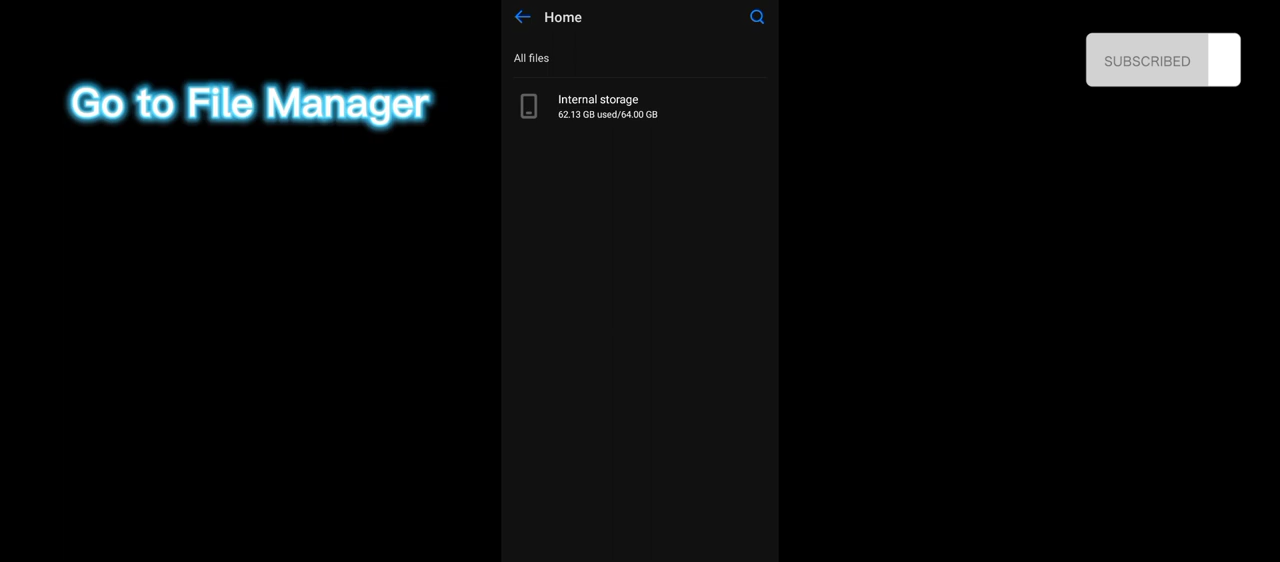 Home
All files
Go to File Manager
Internal storage
62.13 GB used/64.00 GB
SUBSCRIBED